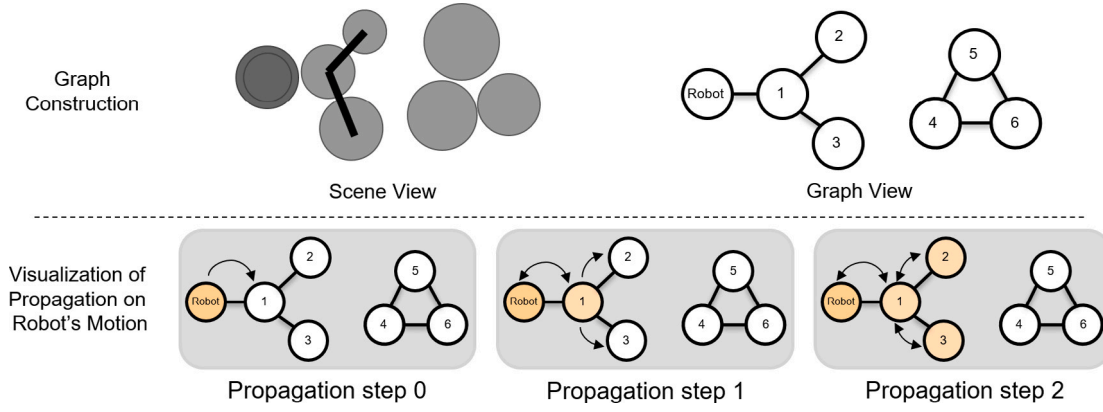 Graph
Construction
2
5
Robot
1
4
6
3
Scene View
Graph View
Visualization of
Propagation on
Robot's Motion
2
5
Robot
1
4
6
3
2
5
Robot
1
4
6
3
2
5
Robot
1
4
6
3
Propagation step 0
Propagation step 1
Propagation step 2